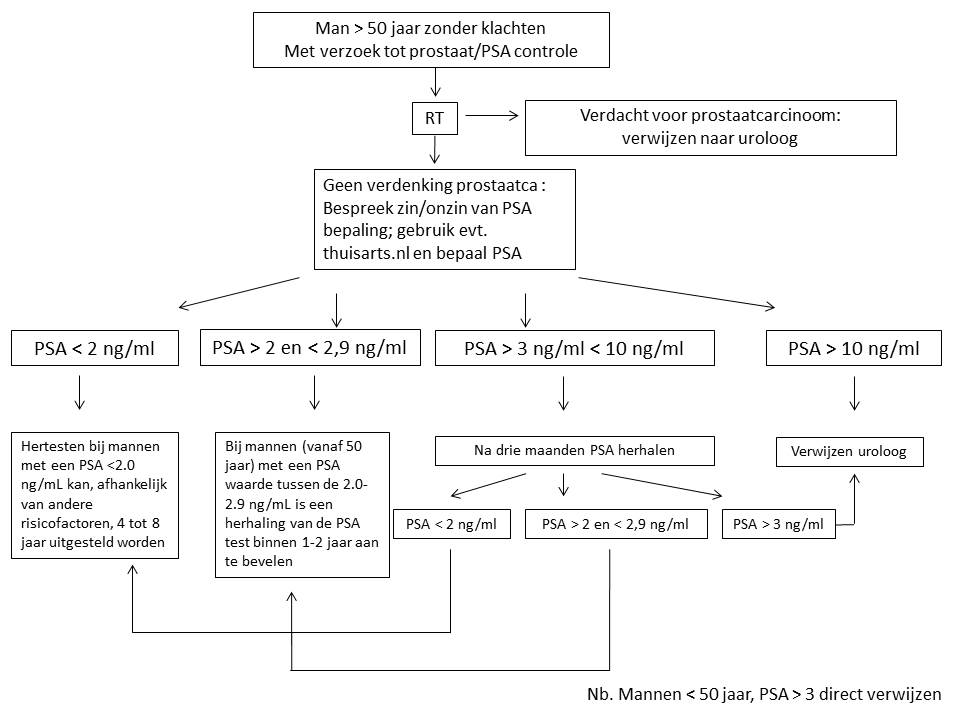 Man > 50 jaar zonder klachten
Met verzoek tot prostaat/PSA controle
RT
Verdacht voor prostaatcarcinoom:
verwijzen naar uroloog
Geen verdenking prostaatca :
Bespreek zin/onzin van PSA
bepaling; gebruik evt.
thuisarts.nl en bepaal PSA
PSA < 2 ng/ml
PSA > 2 en < 2,9 ng/ml
PSA > 3 ng/ml < 10 ng/ml
PSA > 10 ng/ml
Hertesten bij mannen
met een PSA <2.0
ng/mL kan, afhankelijk
van andere
risicofactoren, 4 tot 8
jaar uitgesteld worden
Bij mannen (vanaf 50
jaar) met een PSA
waarde tussen de 2.0-
2.9 ng/mL is een
herhaling van de PSA
test binnen 1-2 jaar aan
te bevelen
Na drie maanden PSA herhalen
Verwijzen uroloog
PSA < 2 ng/ml
PSA > 2 en < 2,9 ng/ml
PSA > 3 ng/ml
Nb. Mannen < 50 jaar, PSA > 3 direct verwijzen